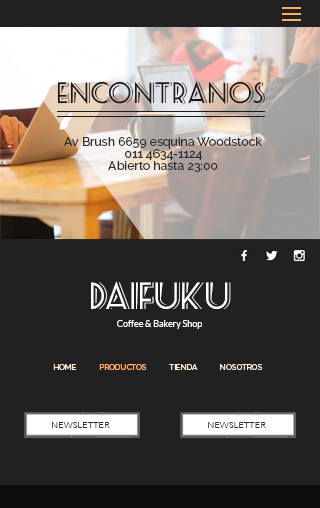 ENCONTRANOS
Av Brush 6659 esquina Woodstock
011 4634-1124
Abierto hasta 23:00
DAIFUKU
Coffee & Bakery Shop
HOME PRODUCTOS TIENDA NOSOTROS
NEWSLETTER NEWSLETTER